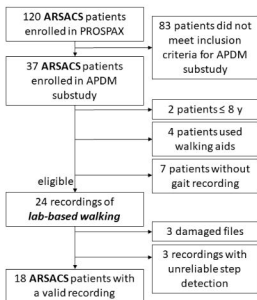 120 ARSACS patients
enrolled in PROSPAX
83 patients did not
meet inclusion
criteria for APDM
substudy
37 ARSACS patients
enrolled in APDM
substudy
2 patients ≤ 8 y
4 patients used
walking aids
7 patients without
gait recording
eligible
24 recordings of
lab-based walking
3 damaged files
3 recordings with
unreliable step
detection
18 ARSACS patients with
a valid recording